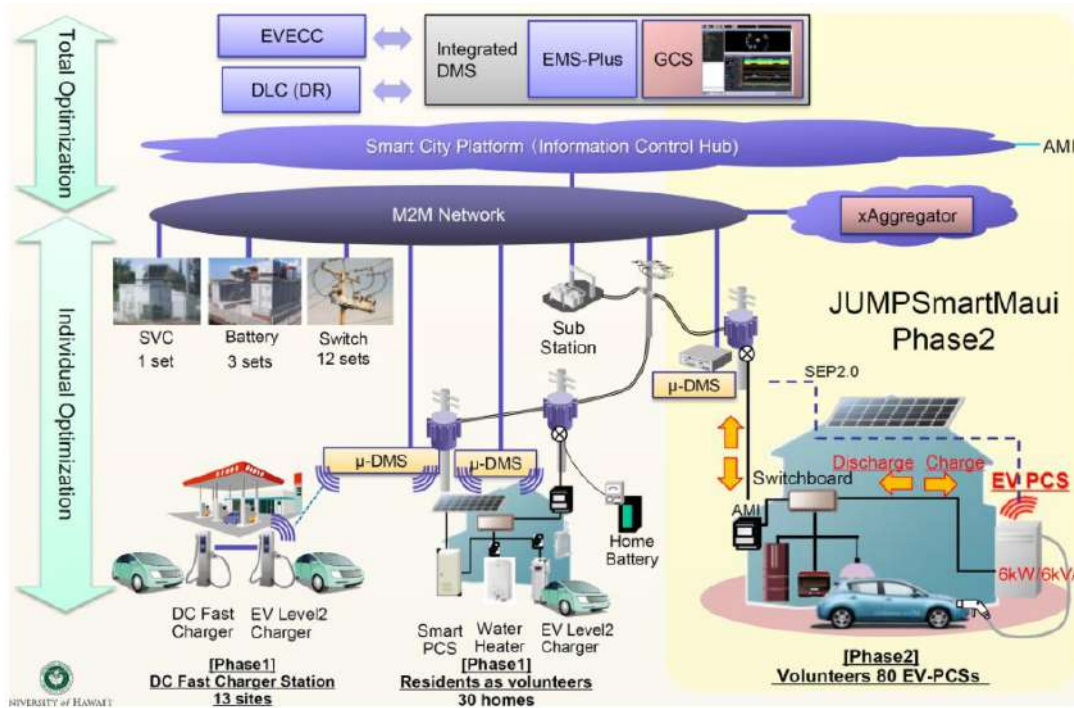 Total Optimization
EVECC
DLC (DR)
Integrated
DMS
EMS-Plus
GCS
Smart City Platform (Information Control Hub)
AMI
M2M Network
xAggregator
Individual Optimization
SVC
1 set
Battery
3 sets
Switch
12 sets
Sub
Station
JUMPSmartMaui
Phase2
SEP2.0
μ-DMS
μ-DMS
μ-DMS
Discharge
Charge
Switchboard
EV PCS
AMI
Home
Battery
6kW/6kV
DC Fast
Charger
EV Level2
Charger
Smart
PCS
Water
Heater
EV Level2
Charger
[Phase1]
DC Fast Charger Station
13 sites
[Phase1]
Residents as volunteers
30 homes
[Phase2]
Volunteers 80 EV-PCSs
NIVERSITY of HAWAI'I